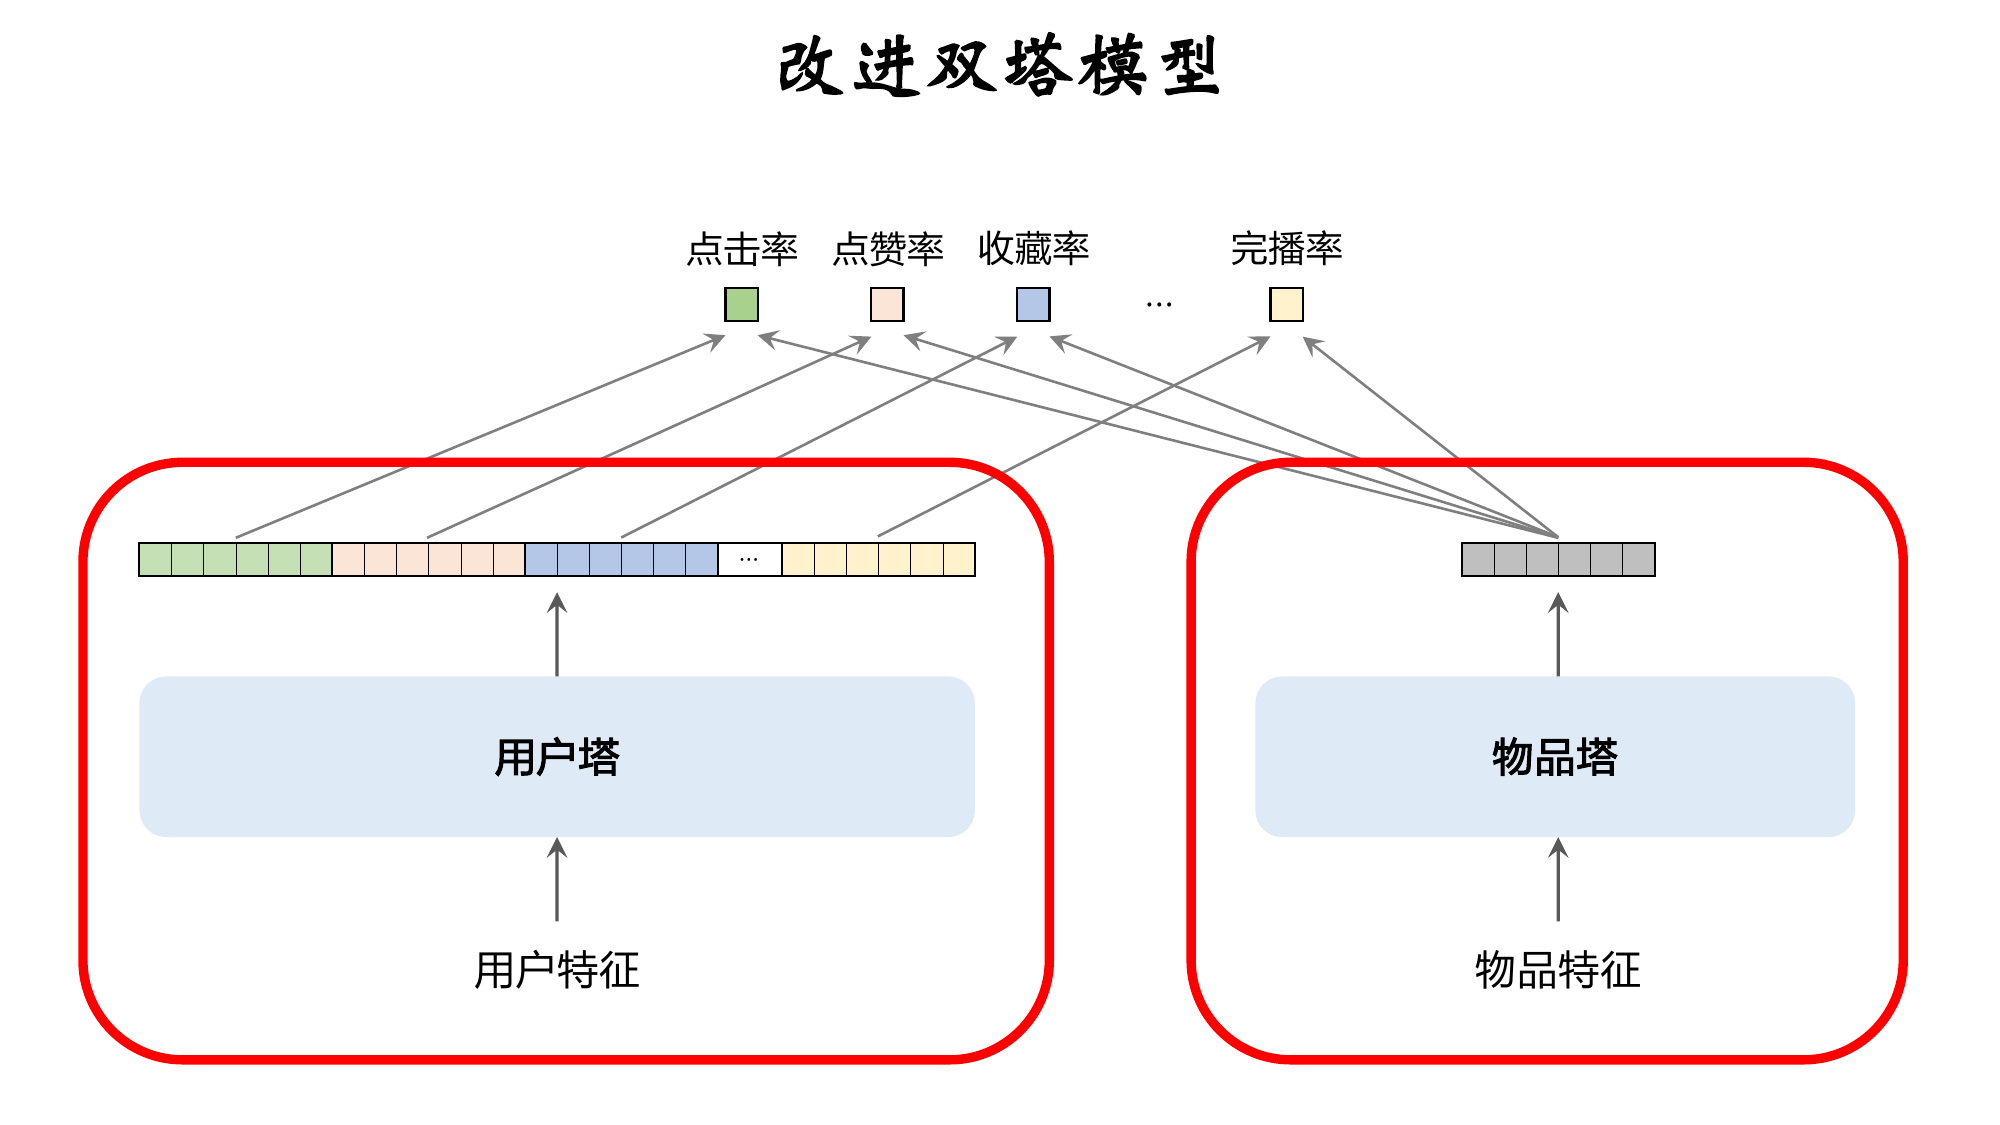 改进双塔模型
点击率 点赞率 收藏率 完播率
…
…
用户塔 物品塔
用户特征 物品特征